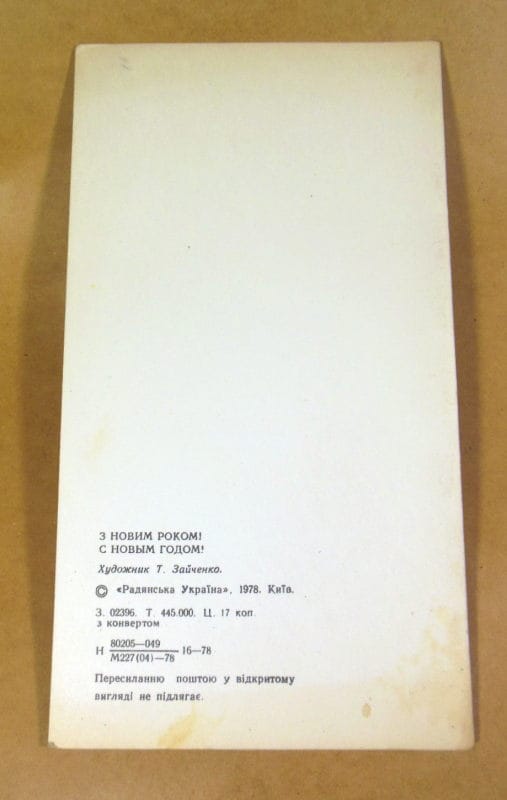 З НОВИМ РОКОМ!
С НОВЫМ ГОДОМ!
Художник Т. Зайченко.
© «Радянська Україна», 1978. Київ.
З. 02396. Т. 445.000. Ц. 17 коп.
з конвертом
Н 80205—049
М227(04)—78 16—78
Пересиланню поштою у відкритому
вигляді не підлягає.